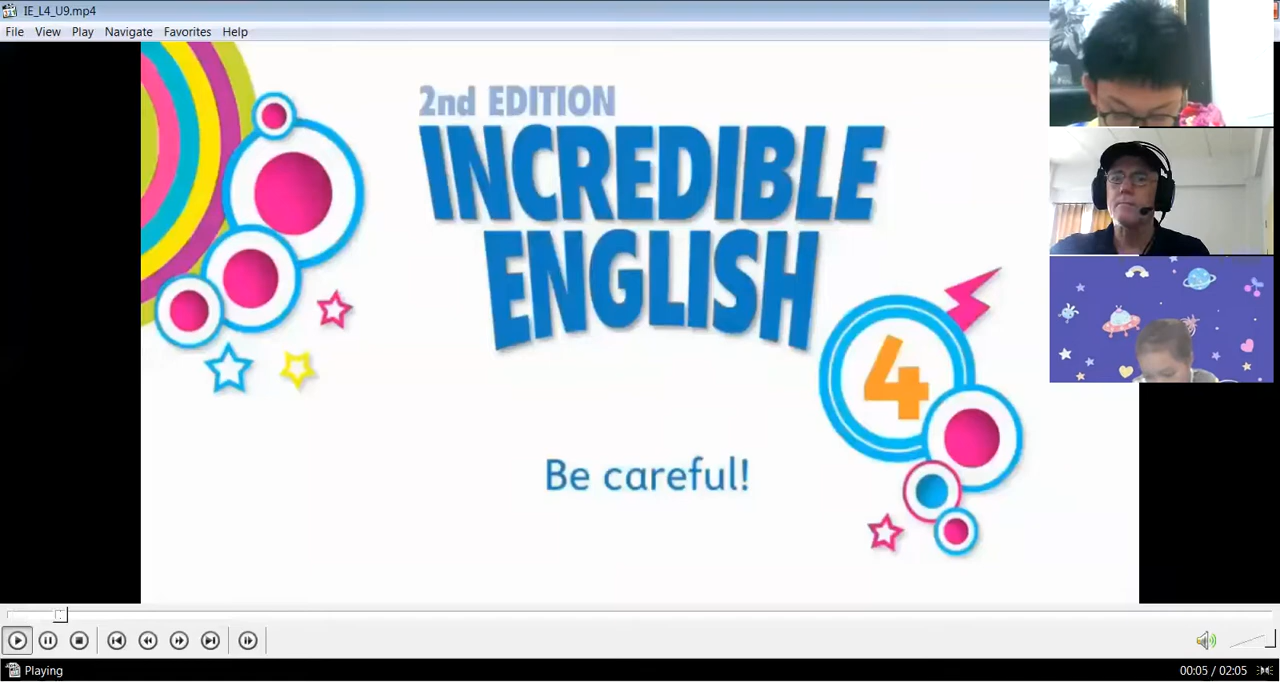 IE_L4_U9.mp4
File View Play Navigate Favorites Help
2nd EDITION
INCREDIBLE
ENGLISH
4
Be careful!
Playing
00:05 / 02:05